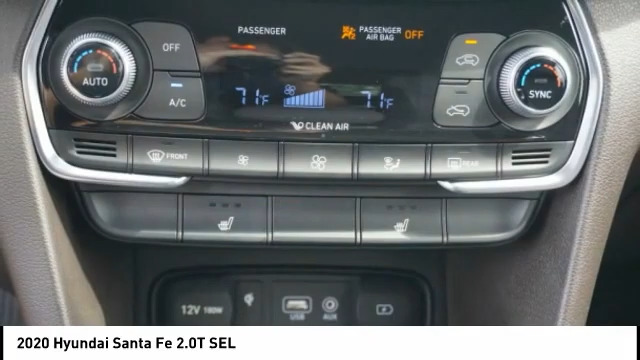 PASSENGER
PASSENGER
AIR BAG OFF
OFF
AUTO
A/C
SYNC
71°F
71°F
CLEAN AIR
FRONT
REAR
12V 180W
USB
AUX
2020 Hyundai Santa Fe 2.0T SEL